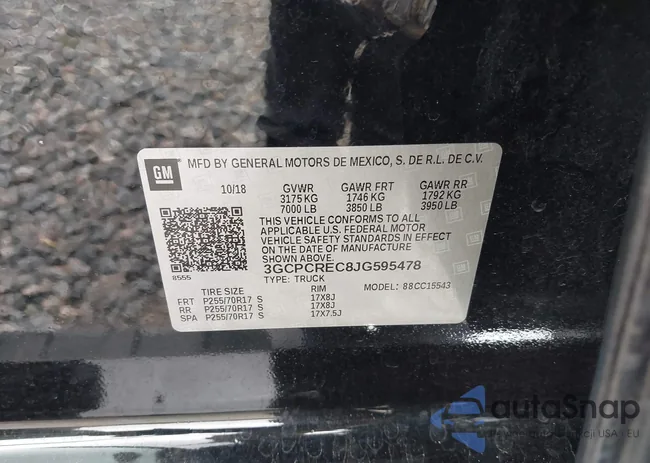 GM
MFD BY GENERAL MOTORS DE MEXICO, S. DE R.L. DE C.V.
10/18 GVWR GAWR FRT GAWR RR
3175 KG 1746 KG 1792 KG
7000 LB 3850 LB 3950 LB
THIS VEHICLE CONFORMS TO ALL
APPLICABLE U.S. FEDERAL MOTOR
VEHICLE SAFETY STANDARDS IN EFFECT
ON THE DATE OF MANUFACTURE
SHOWN ABOVE.
3GCPCREC8JG595478
8555
TYPE: TRUCK MODEL: 88CC15543
TIRE SIZE RIM
FRT P255/70R17 S 17X8J
RR P255/70R17 S 17X8J
SPA P255/70R17 S 17X7.5J
autoSnap
USA i EU